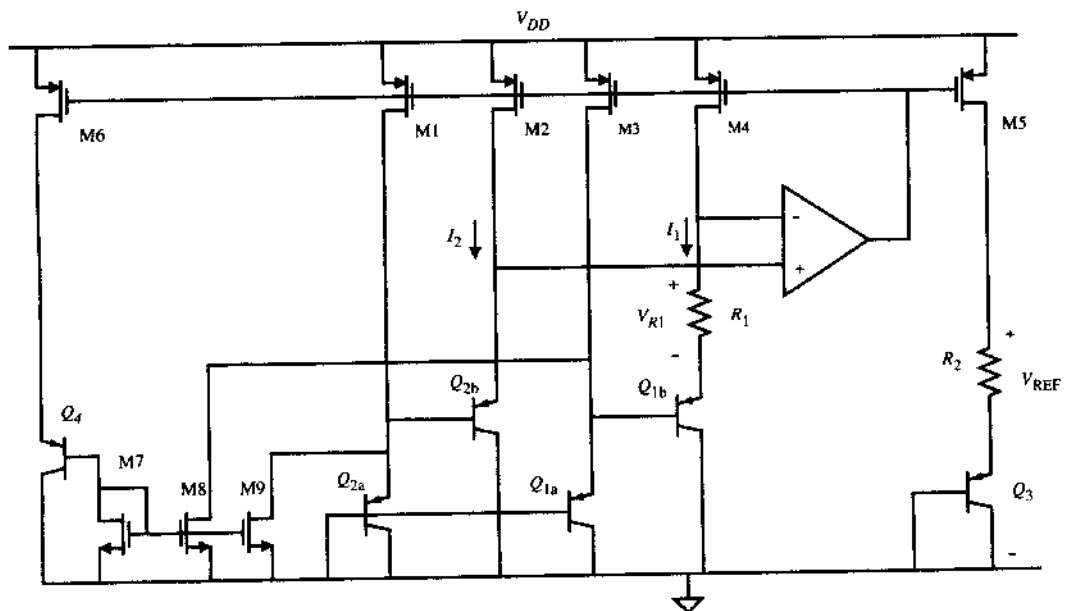 V_DD
M6
M1
M2
M3
M4
M5
I_2
I_1
-
+
+
V_R1
R_1
-
+
R_2
V_REF
Q_4
Q_2b
Q_1b
M7
M8
M9
Q_2a
Q_1a
Q_3
-